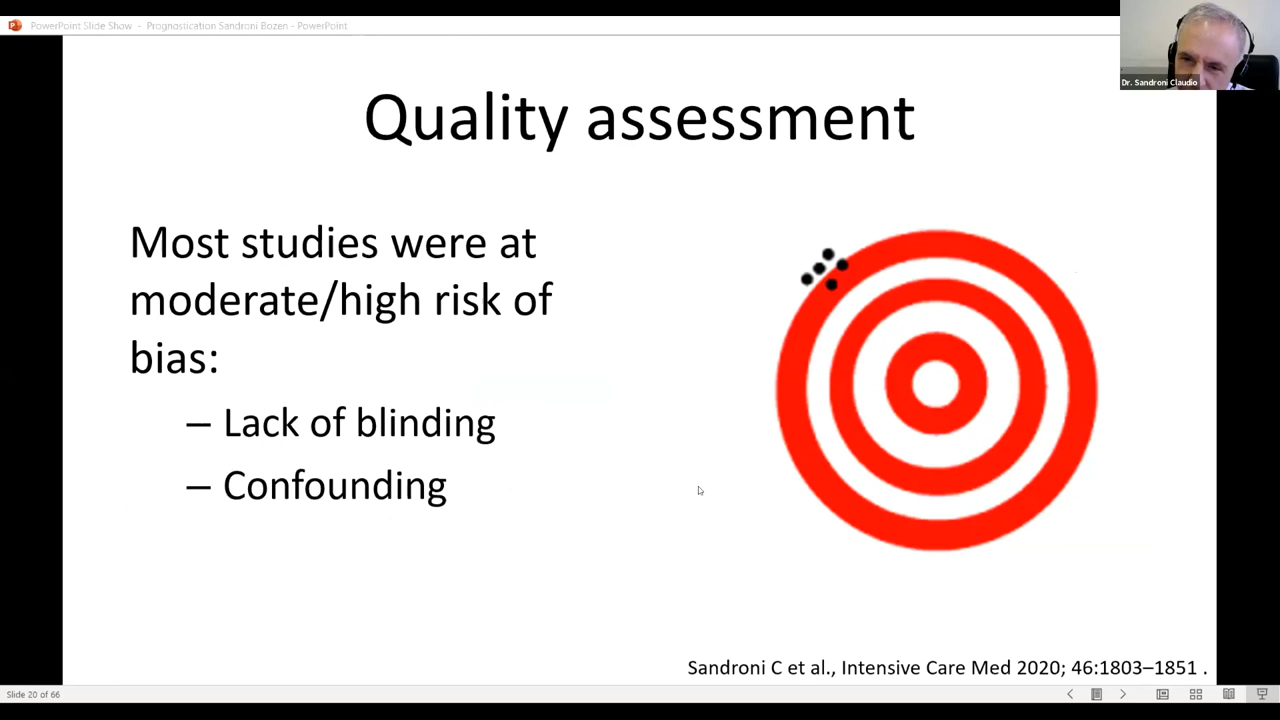 PowerPoint Slide Show - Prognostication Sandroni Bozen - PowerPoint
Dr. Sandroni Claudio
Quality assessment
Most studies were at
moderate/high risk of
bias:
– Lack of blinding
– Confounding
Sandroni C et al., Intensive Care Med 2020; 46:1803–1851 .
Slide 20 of 66